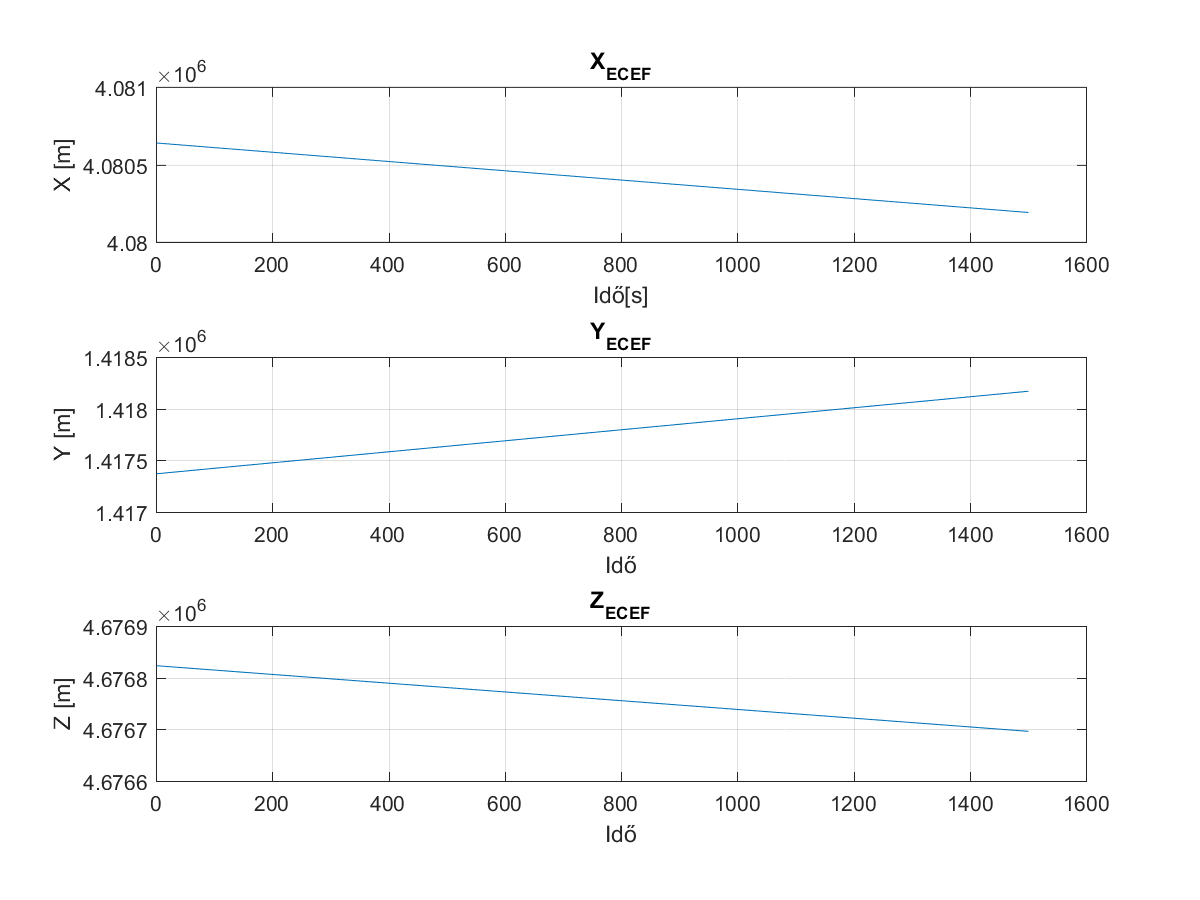 X_ECEF
×10^6
4.081
4.0805
4.08
X [m]
0 200 400 600 800 1000 1200 1400 1600
Idő[s]
Y_ECEF
×10^6
1.4185
1.418
1.4175
1.417
Y [m]
0 200 400 600 800 1000 1200 1400 1600
Idő
Z_ECEF
×10^6
4.6769
4.6768
4.6767
4.6766
Z [m]
0 200 400 600 800 1000 1200 1400 1600
Idő